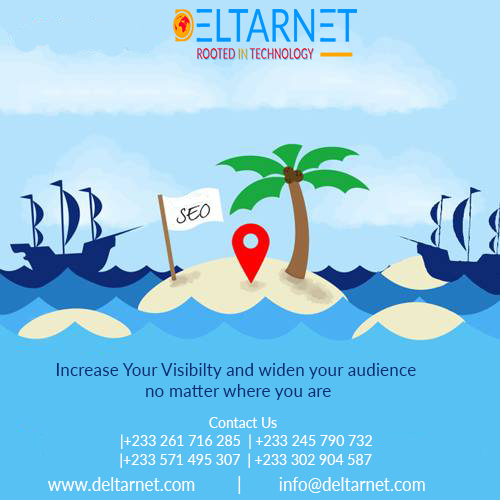 DELTARNET
ROOTED IN TECHNOLOGY
SEO
Increase Your Visibilty and widen your audience
no matter where you are
Contact Us
|+233 261 716 285 | +233 245 790 732
|+233 571 495 307 | +233 302 904 587
www.deltarnet.com | info@deltarnet.com